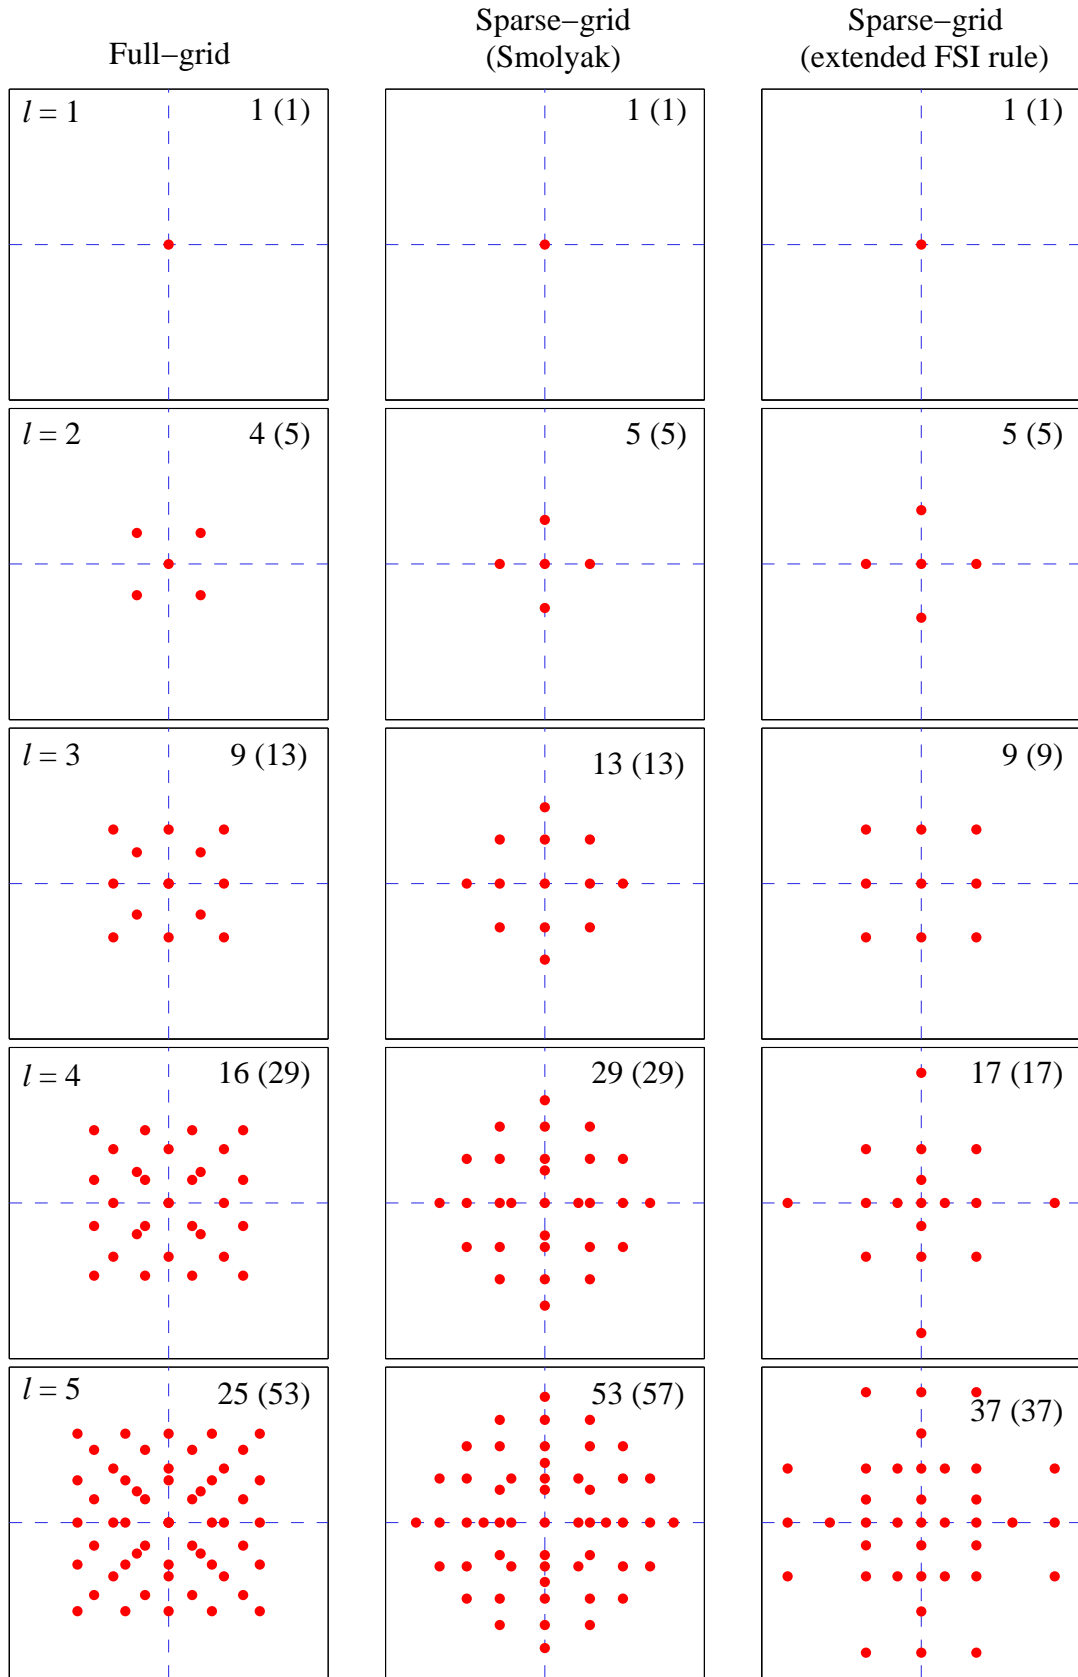 Full−grid
Sparse−grid
(Smolyak)
Sparse−grid
(extended FSI rule)
l = 1
1 (1)
1 (1)
1 (1)
l = 2
4 (5)
5 (5)
5 (5)
l = 3
9 (13)
13 (13)
9 (9)
l = 4
16 (29)
29 (29)
17 (17)
l = 5
25 (53)
53 (57)
37 (37)